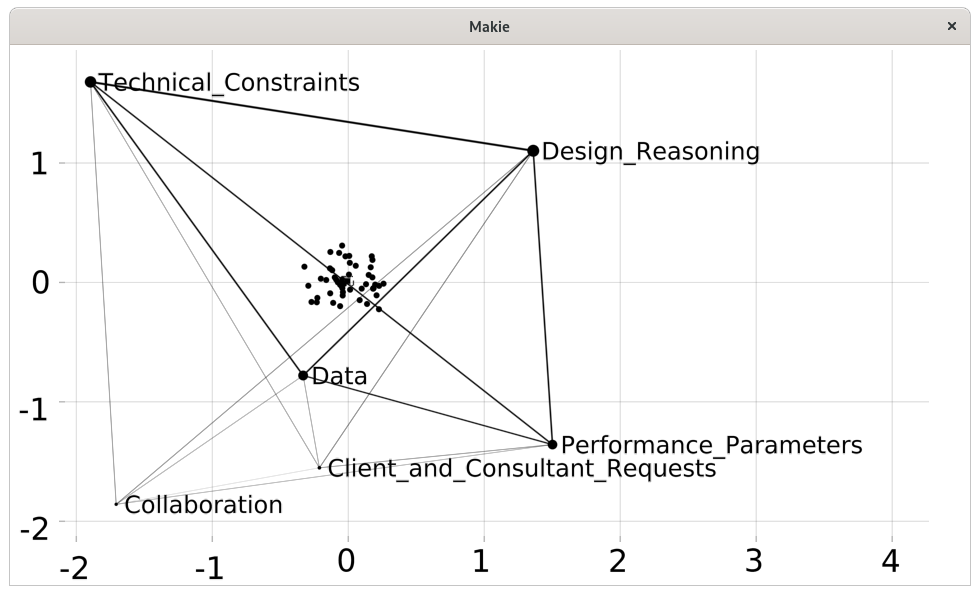 Makie
Technical_Constraints
Design_Reasoning
Data
Performance_Parameters
Client_and_Consultant_Requests
Collaboration
1
0
-1
-2
-2
-1
0
1
2
3
4